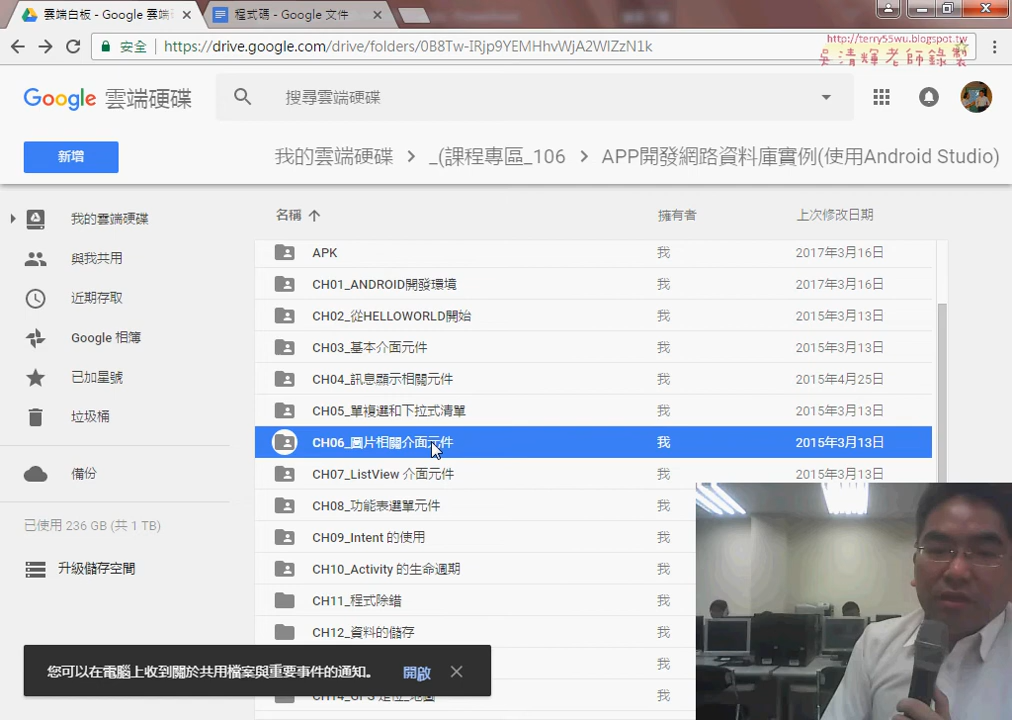 雲端白板 - Google 雲端
程式碼 - Google 文件
安全
https://drive.google.com/drive/folders/0B8Tw-IRjp9YEMHhvWjA2WlZzN1k
http://terry55wu.blogspot.tw
吳清輝老師錄製
Google 雲端硬碟
搜尋雲端硬碟
新增
我的雲端硬碟 > _(課程專區_106 > APP開發網路資料庫實例(使用Android Studio)
我的雲端硬碟
與我共用
近期存取
Google 相簿
已加星號
垃圾桶
備份
已使用 236 GB (共 1 TB)
升級儲存空間
名稱 擁有者 上次修改日期
APK 我 2017年3月16日
CH01_ANDROID開發環境 我 2017年3月16日
CH02_從HELLOWORLD開始 我 2015年3月13日
CH03_基本介面元件 我 2015年3月13日
CH04_訊息顯示相關元件 我 2015年4月25日
CH05_單複選和下拉式清單 我 2015年3月13日
CH06_圖片相關介面元件 我 2015年3月13日
CH07_ListView 介面元件 我 2015年3月13日
CH08_功能表選單元件 我
CH09_Intent 的使用 我
CH10_Activity 的生命週期 我
CH11_程式除錯 我
CH12_資料的儲存 我
我
CH14_GPS 定位_地圖 我
您可以在電腦上收到關於共用檔案與重要事件的通知。 開啟